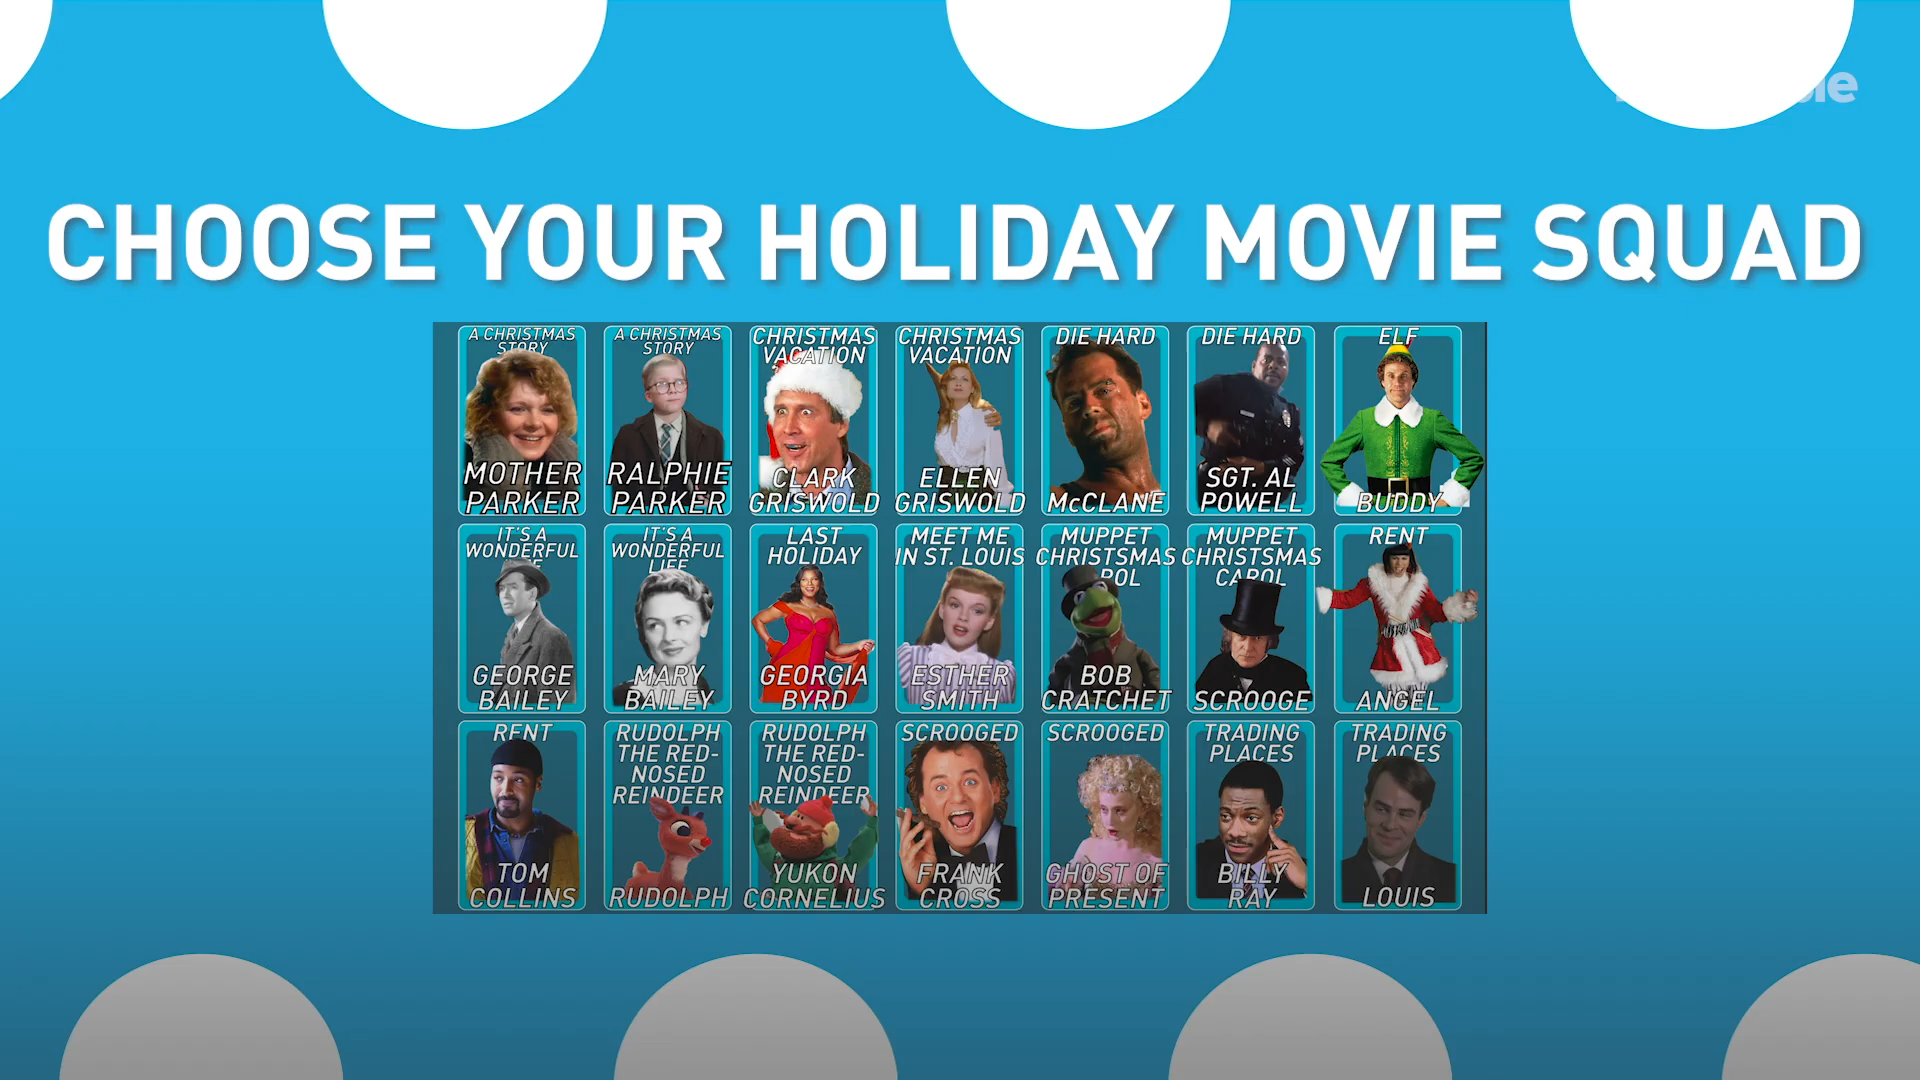 CHOOSE YOUR HOLIDAY MOVIE SQUAD
A CHRISTMAS
STORY
MOTHER
PARKER
A CHRISTMAS
STORY
RALPHIE
PARKER
CHRISTMAS
VACATION
CLARK
GRISWOLD
CHRISTMAS
VACATION
ELLEN
GRISWOLD
DIE HARD
McCLANE
DIE HARD
SGT. AL
POWELL
ELF
BUDDY
IT'S A
WONDERFUL
GEORGE
BAILEY
IT'S A
WONDERFUL
LIFE
MARY
BAILEY
LAST
HOLIDAY
GEORGIA
BYRD
MEET ME
IN ST. LOUIS
ESTHER
SMITH
MUPPET
CHRISTSMAS
BOB
CRATCHET
MUPPET
CHRISTSMAS
CAROL
SCROOGE
RENT
ANGEL
RENT
TOM
COLLINS
RUDOLPH
THE RED-
NOSED
REINDEER
RUDOLPH
RUDOLPH
THE RED-
NOSED
REINDEER
YUKON
CORNELIUS
SCROOGED
FRANK
CROSS
SCROOGED
GHOST OF
PRESENT
TRADING
PLACES
BILLY
RAY
TRADING
PLACES
LOUIS